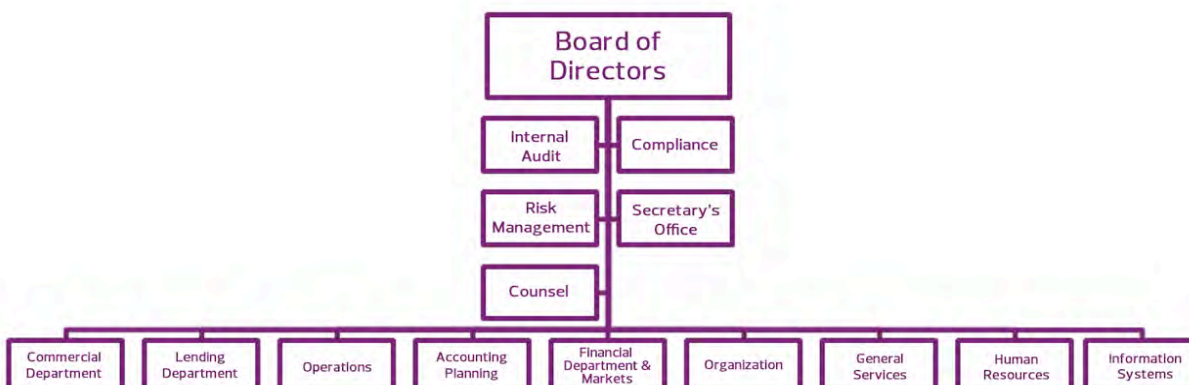 Board of
Directors
Internal
Audit
Compliance
Risk
Management
Secretary's
Office
Counsel
Commercial
Department
Lending
Department
Operations
Accounting
Planning
Financial
Department &
Markets
Organization
General
Services
Human
Resources
Information
Systems